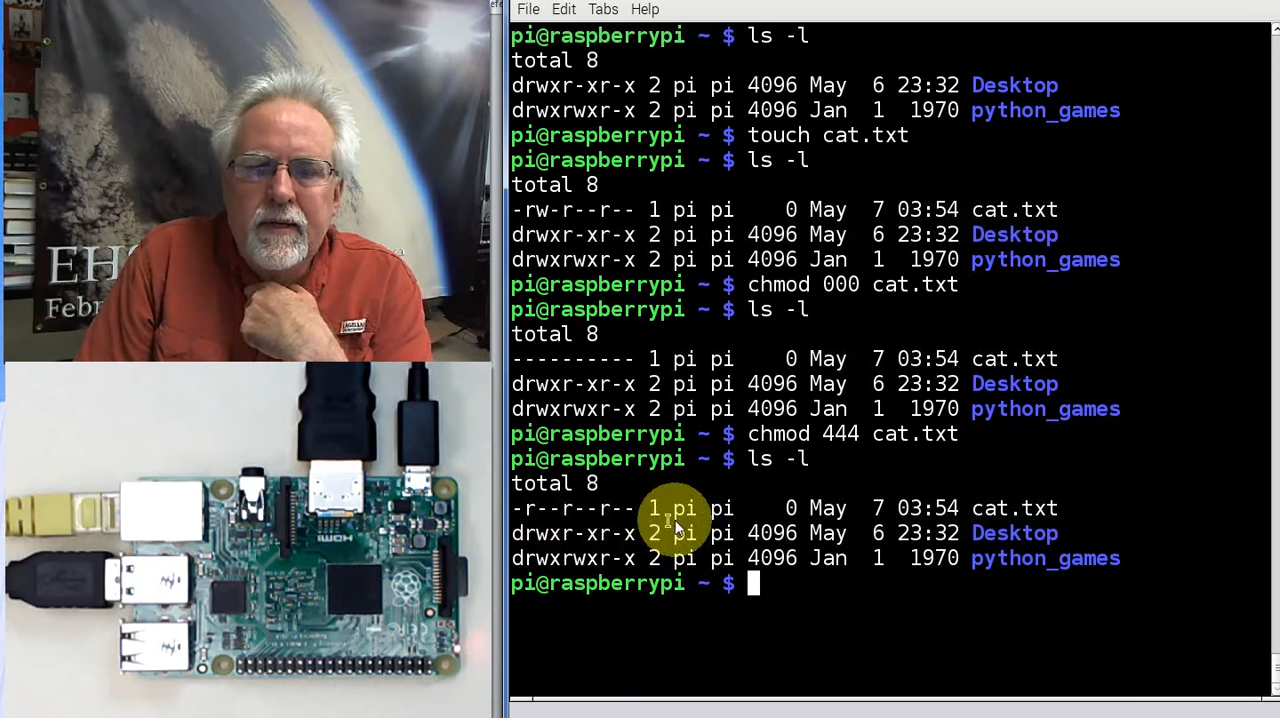 File Edit Tabs Help
pi@raspberrypi ~ $ ls -l
total 8
drwxr-xr-x 2 pi pi 4096 May  6 23:32 Desktop
drwxrwxr-x 2 pi pi 4096 Jan  1  1970 python_games
pi@raspberrypi ~ $ touch cat.txt
pi@raspberrypi ~ $ ls -l
total 8
-rw-r--r-- 1 pi pi    0 May  7 03:54 cat.txt
drwxr-xr-x 2 pi pi 4096 May  6 23:32 Desktop
drwxrwxr-x 2 pi pi 4096 Jan  1  1970 python_games
pi@raspberrypi ~ $ chmod 000 cat.txt
pi@raspberrypi ~ $ ls -l
total 8
---------- 1 pi pi    0 May  7 03:54 cat.txt
drwxr-xr-x 2 pi pi 4096 May  6 23:32 Desktop
drwxrwxr-x 2 pi pi 4096 Jan  1  1970 python_games
pi@raspberrypi ~ $ chmod 444 cat.txt
pi@raspberrypi ~ $ ls -l
total 8
-r--r--r-- 1 pi pi    0 May  7 03:54 cat.txt
drwxr-xr-x 2 pi pi 4096 May  6 23:32 Desktop
drwxrwxr-x 2 pi pi 4096 Jan  1  1970 python_games
pi@raspberrypi ~ $
EH
Febr
HDMI